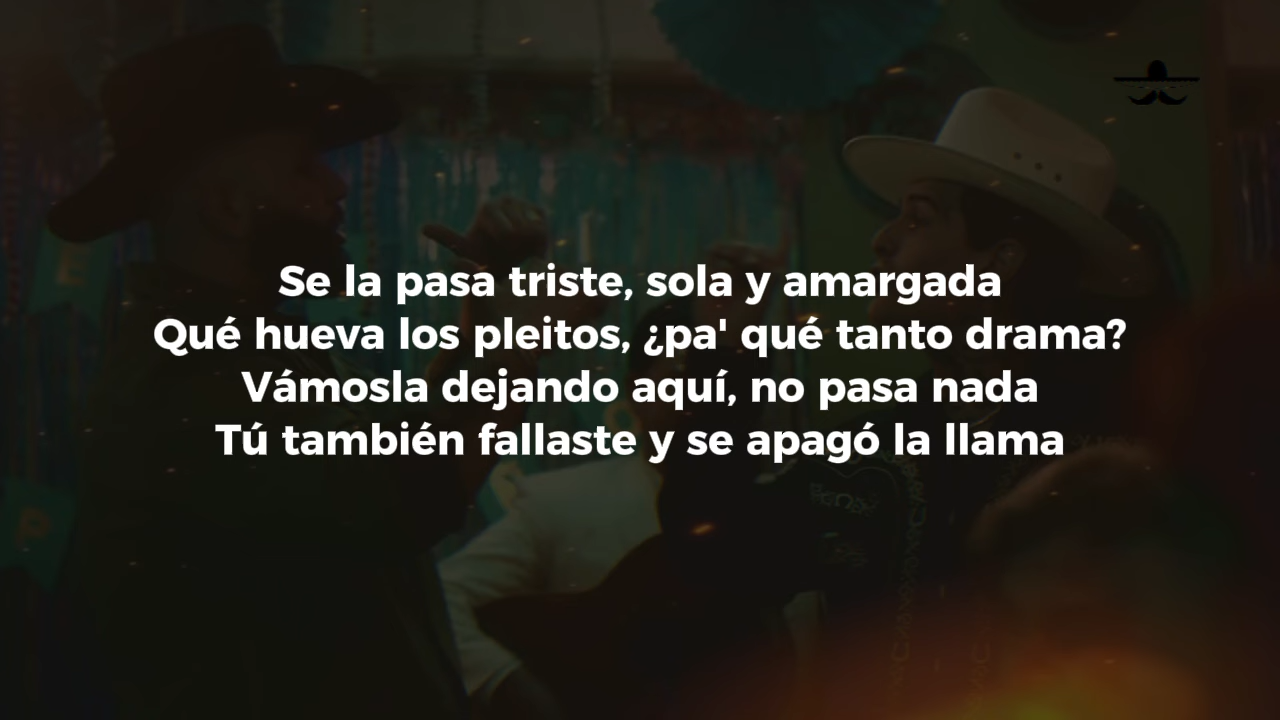 Se la pasa triste, sola y amargada
Qué hueva los pleitos, ¿pa' qué tanto drama?
Vámosla dejando aquí, no pasa nada
Tú también fallaste y se apagó la llama